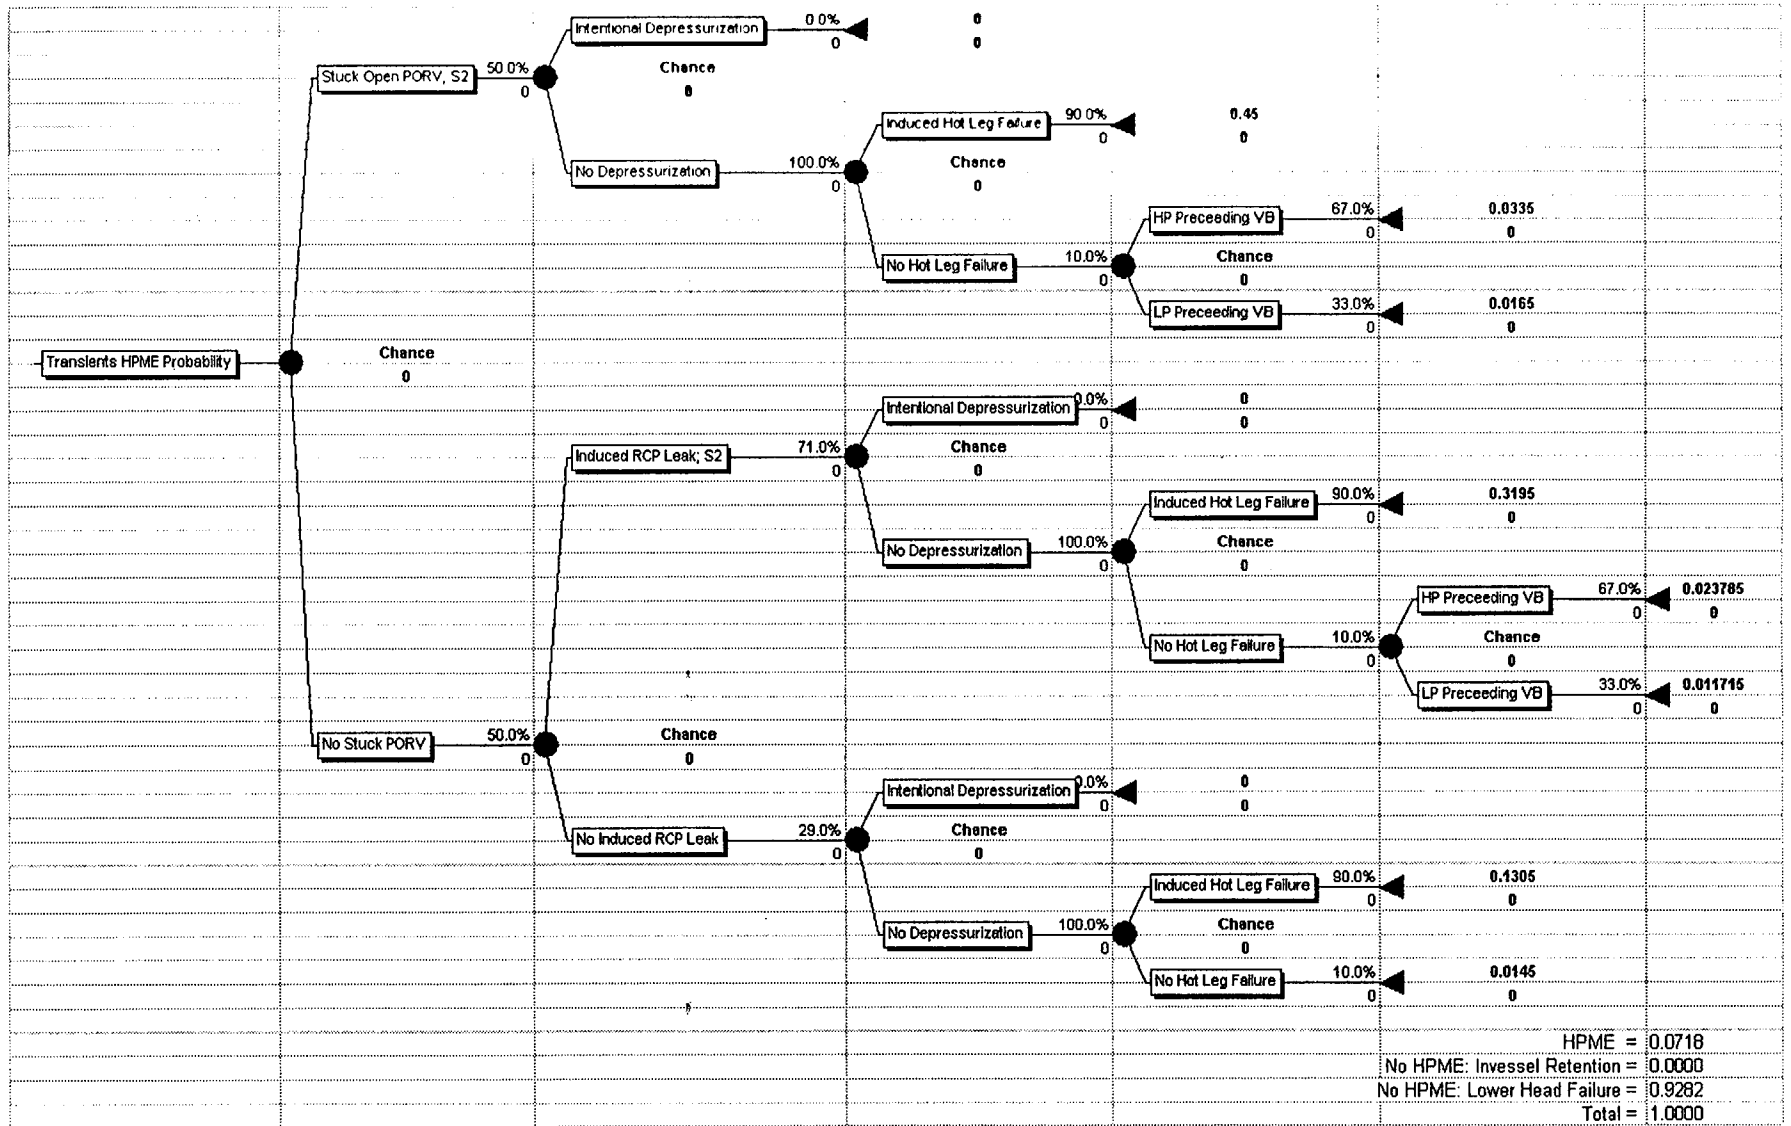 Intentional Depressurization 0.0% 0
0 0
Stuck Open PORV, S2 50.0% Chance
0 0
Induced Hot Leg Failure 90.0% 0.45
0 0
No Depressurization 100.0% Chance
0 0
HP Preceeding VB 67.0% 0.0335
0 0
No Hot Leg Failure 10.0% Chance
0 0
LP Preceeding VB 33.0% 0.0165
0 0
Transients HPME Probability Chance
0
Intentional Depressurization 0.0% 0
0 0
Induced RCP Leak; S2 71.0% Chance
0 0
Induced Hot Leg Failure 90.0% 0.3195
0 0
No Depressurization 100.0% Chance
0 0
HP Preceeding VB 67.0% 0.023785
0 0
No Hot Leg Failure 10.0% Chance
0 0
LP Preceeding VB 33.0% 0.011715
0 0
No Stuck PORV 50.0% Chance
0 0
Intentional Depressurization 0.0% 0
0 0
No Induced RCP Leak 29.0% Chance
0 0
Induced Hot Leg Failure 90.0% 0.1305
0 0
No Depressurization 100.0% Chance
0 0
No Hot Leg Failure 10.0% 0.0145
0 0
HPME = 0.0718
No HPME: Invessel Retention = 0.0000
No HPME: Lower Head Failure = 0.9282
Total = 1.0000